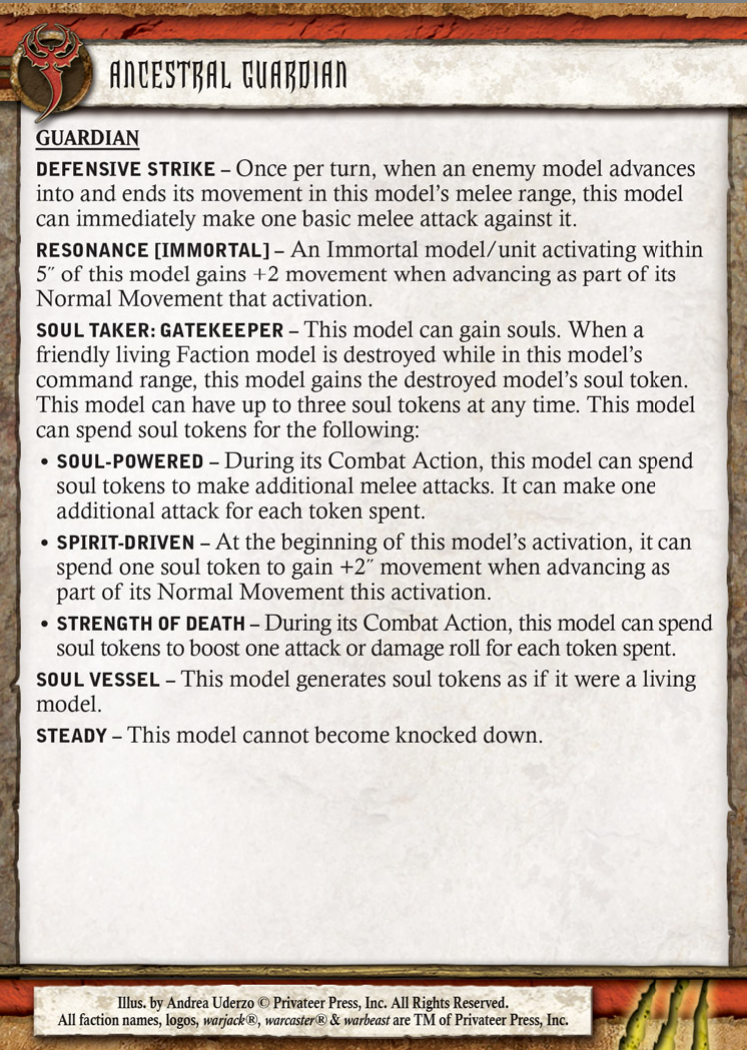 ANCESTRAL GUARDIAN
GUARDIAN
DEFENSIVE STRIKE – Once per turn, when an enemy model advances
into and ends its movement in this model's melee range, this model
can immediately make one basic melee attack against it.
RESONANCE [IMMORTAL] – An Immortal model/unit activating within
5″ of this model gains +2 movement when advancing as part of its
Normal Movement that activation.
SOUL TAKER: GATEKEEPER – This model can gain souls. When a
friendly living Faction model is destroyed while in this model's
command range, this model gains the destroyed model's soul token.
This model can have up to three soul tokens at any time. This model
can spend soul tokens for the following:
• SOUL-POWERED – During its Combat Action, this model can spend
soul tokens to make additional melee attacks. It can make one
additional attack for each token spent.
• SPIRIT-DRIVEN – At the beginning of this model's activation, it can
spend one soul token to gain +2″ movement when advancing as
part of its Normal Movement this activation.
• STRENGTH OF DEATH – During its Combat Action, this model can spend
soul tokens to boost one attack or damage roll for each token spent.
SOUL VESSEL – This model generates soul tokens as if it were a living
model.
STEADY – This model cannot become knocked down.
Illus. by Andrea Uderzo © Privateer Press, Inc. All Rights Reserved.
All faction names, logos, warjack®, warcaster® & warbeast are TM of Privateer Press, Inc.